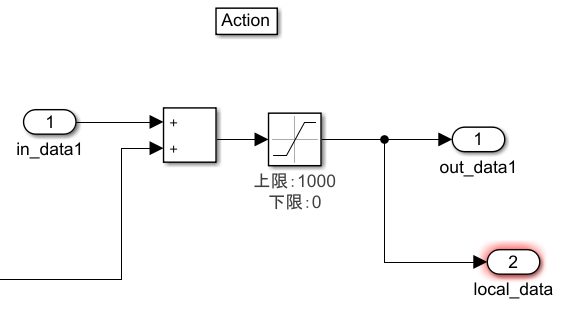 Action
1
in_data1
+
+
上限:1000
下限:0
1
out_data1
2
local_data